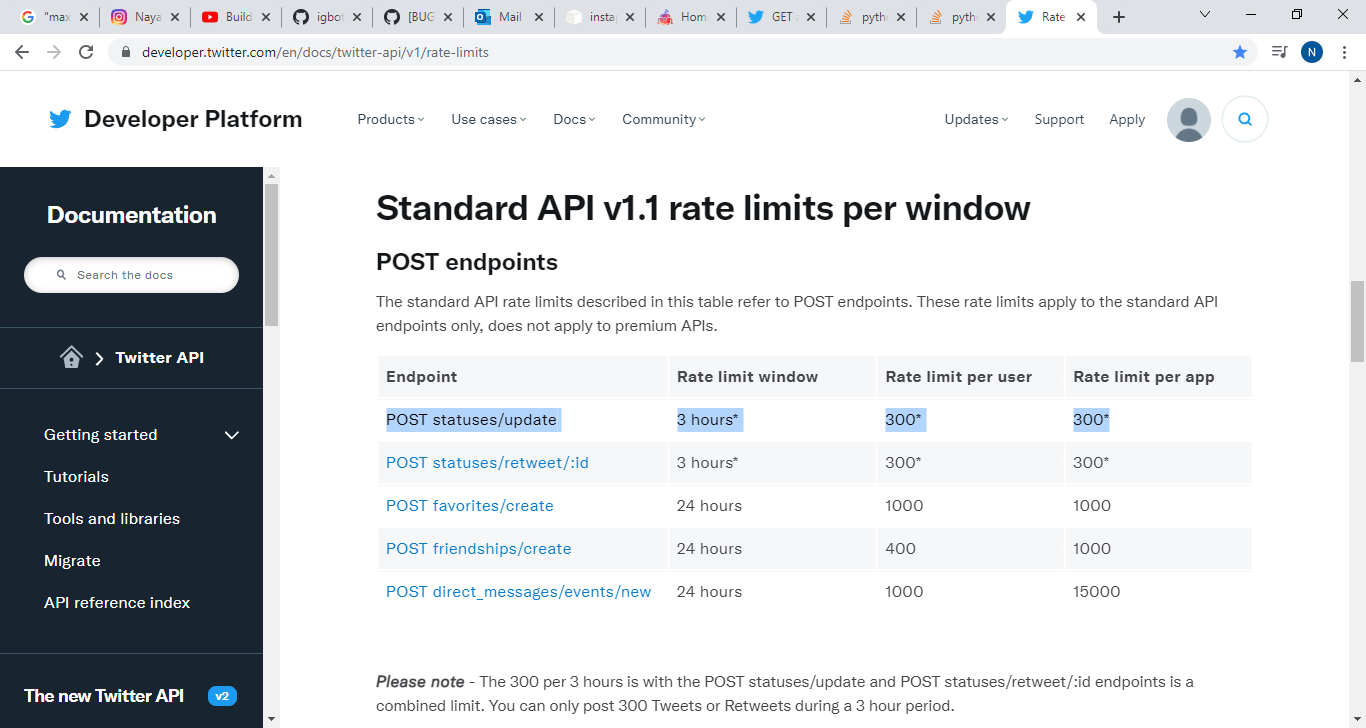 "max
Naya
Build
igbot
[BUG
Mail
insta
Hom
GET
pyth
pyth
Rate
developer.twitter.com/en/docs/twitter-api/v1/rate-limits
N
Developer Platform
Products
Use cases
Docs
Community
Updates
Support
Apply
Documentation
Search the docs
Twitter API
Getting started
Tutorials
Tools and libraries
Migrate
API reference index
The new Twitter API v2
Standard API v1.1 rate limits per window
POST endpoints
The standard API rate limits described in this table refer to POST endpoints. These rate limits apply to the standard API
endpoints only, does not apply to premium APIs.
Endpoint Rate limit window Rate limit per user Rate limit per app
POST statuses/update 3 hours* 300* 300*
POST statuses/retweet/:id 3 hours* 300* 300*
POST favorites/create 24 hours 1000 1000
POST friendships/create 24 hours 400 1000
POST direct_messages/events/new 24 hours 1000 15000
Please note - The 300 per 3 hours is with the POST statuses/update and POST statuses/retweet/:id endpoints is a
combined limit. You can only post 300 Tweets or Retweets during a 3 hour period.